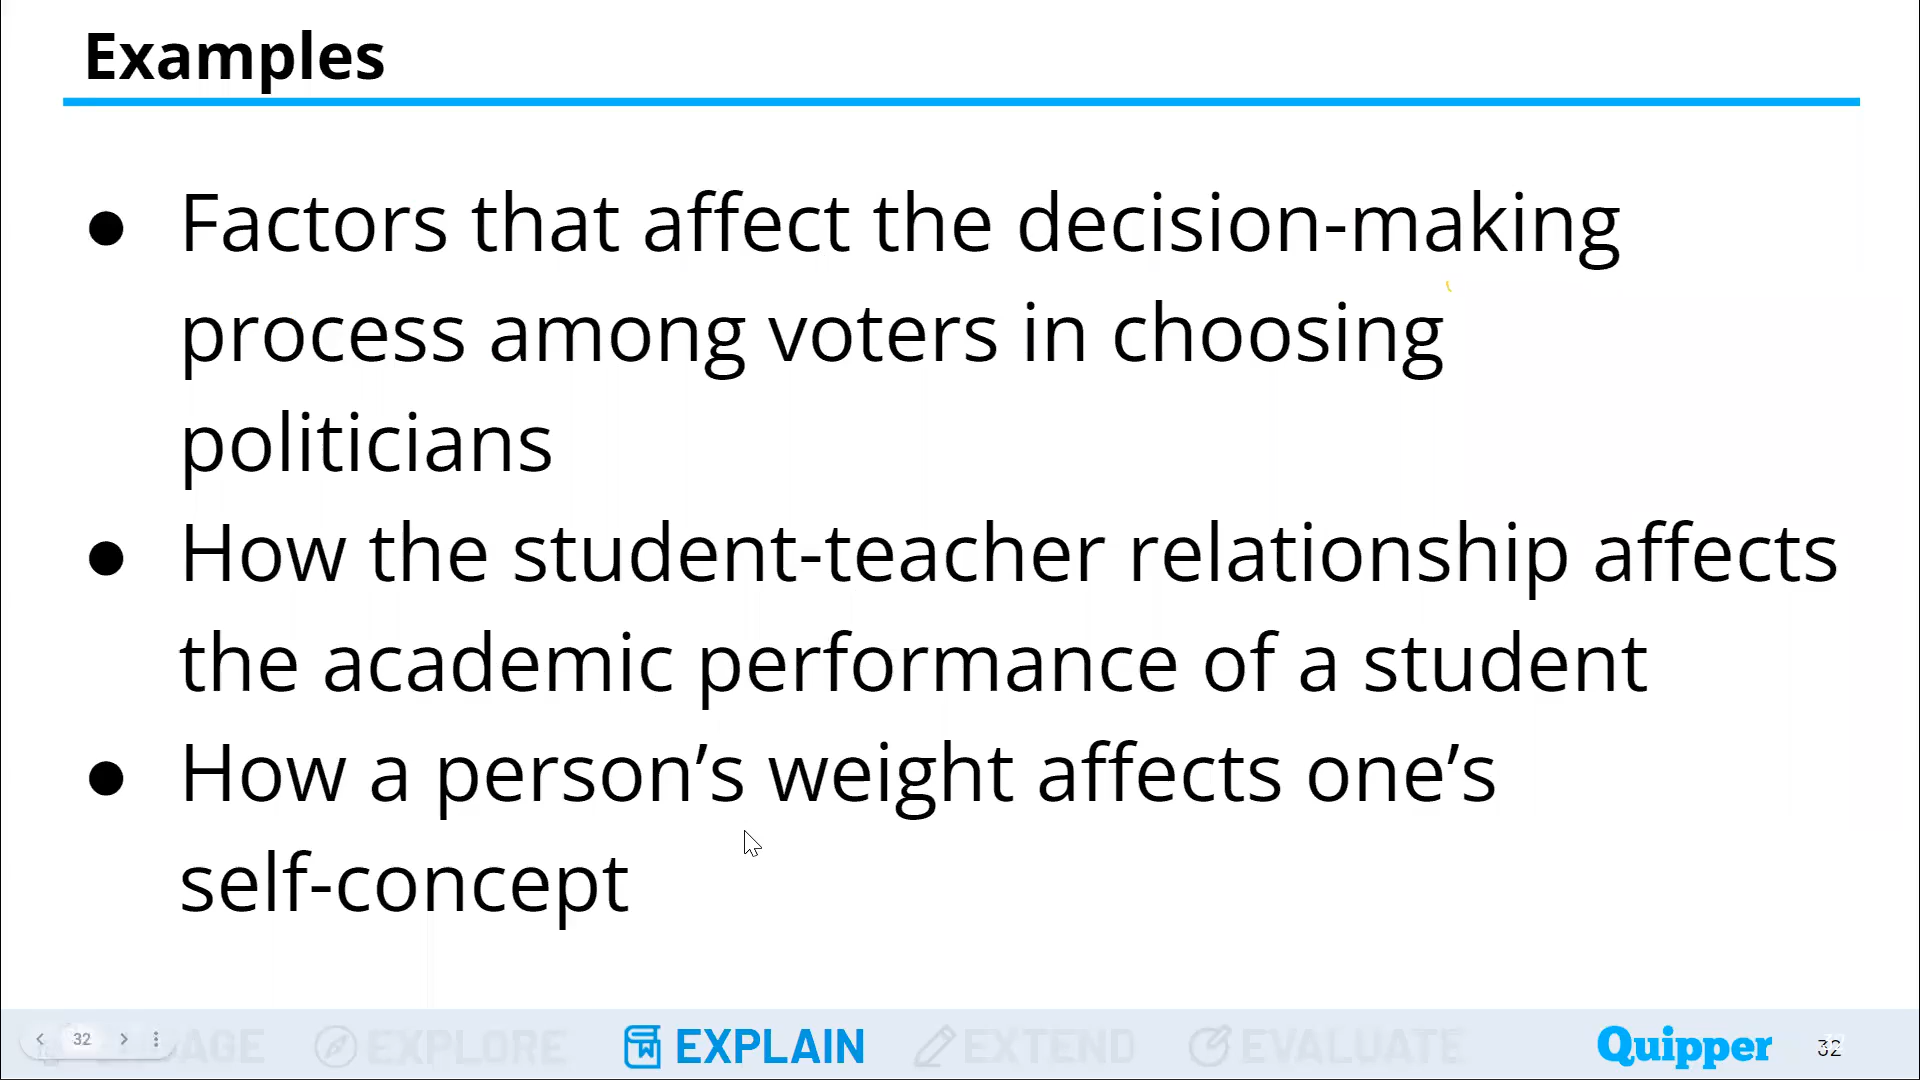 Examples
● Factors that affect the decision-making
process among voters in choosing
politicians
● How the student-teacher relationship affects
the academic performance of a student
● How a person’s weight affects one’s
self-concept
32
EXPLORE
EXPLAIN
EXTEND
EVALUATE
Quipper
32